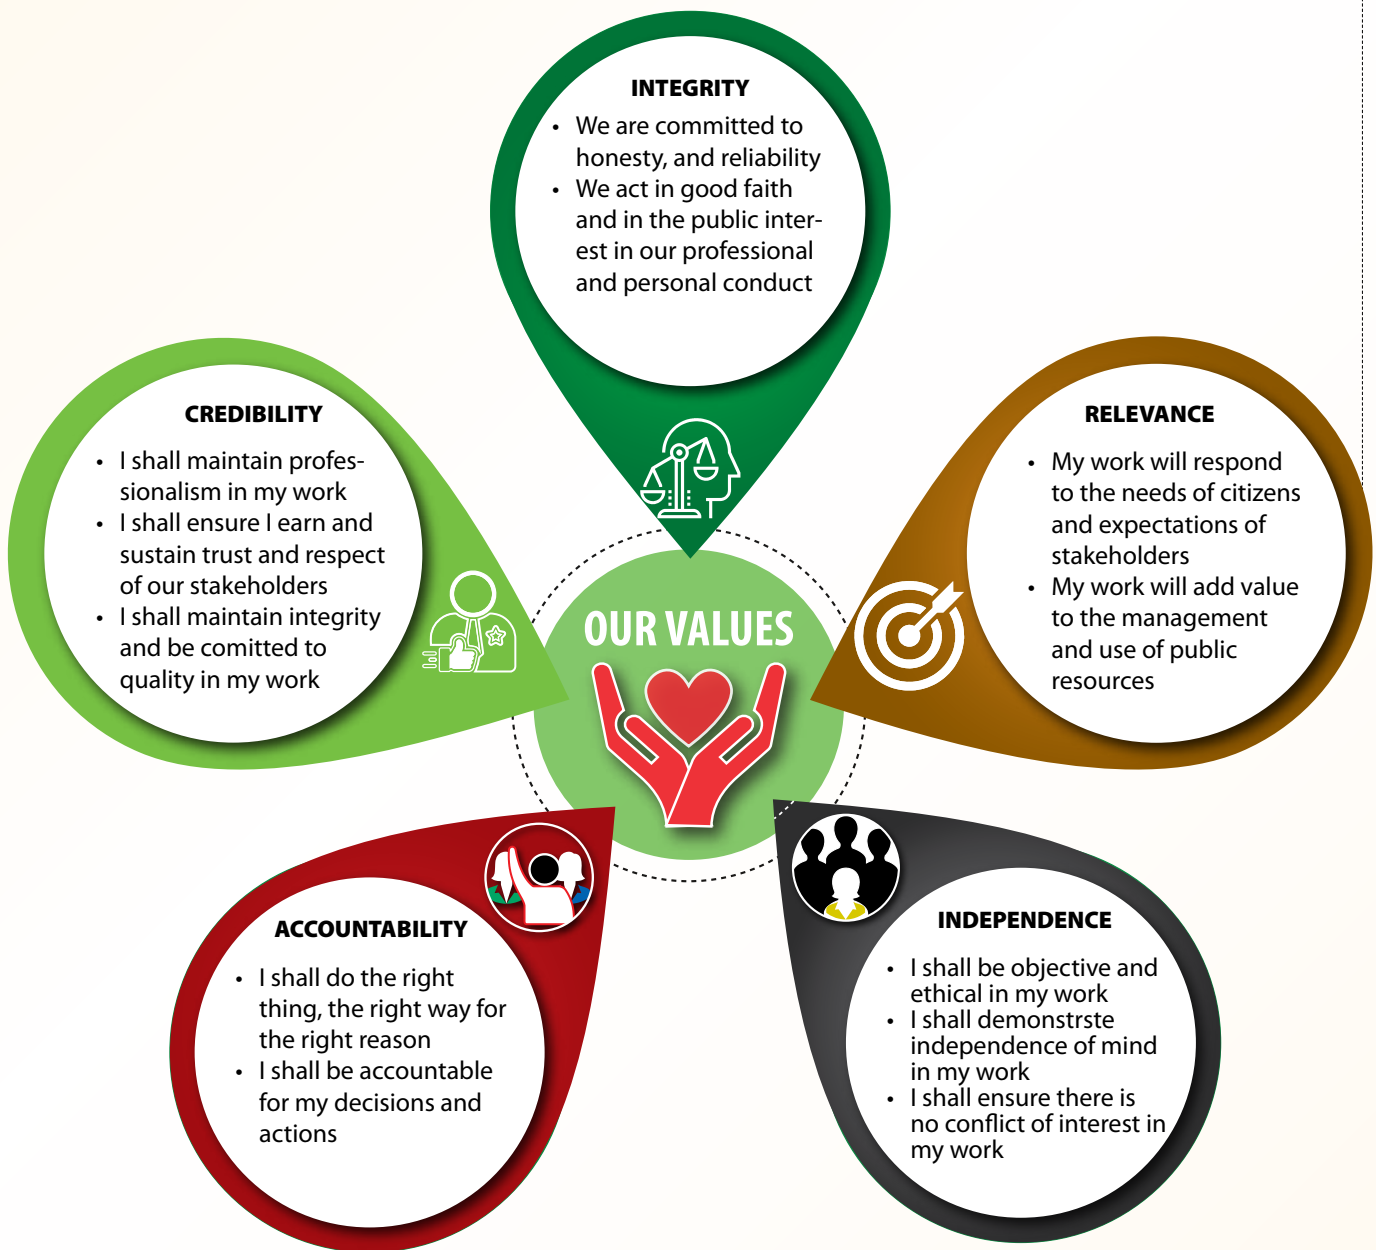 INTEGRITY
• We are committed to
honesty, and reliability
• We act in good faith
and in the public inter-
est in our professional
and personal conduct
CREDIBILITY
• I shall maintain profes-
sionalism in my work
• I shall ensure I earn and
sustain trust and respect
of our stakeholders
• I shall maintain integrity
and be comitted to
quality in my work
RELEVANCE
• My work will respond
to the needs of citizens
and expectations of
stakeholders
• My work will add value
to the management
and use of public
resources
OUR VALUES
ACCOUNTABILITY
• I shall do the right
thing, the right way for
the right reason
• I shall be accountable
for my decisions and
actions
INDEPENDENCE
• I shall be objective and
ethical in my work
• I shall demonstrste
independence of mind
in my work
• I shall ensure there is
no conflict of interest in
my work